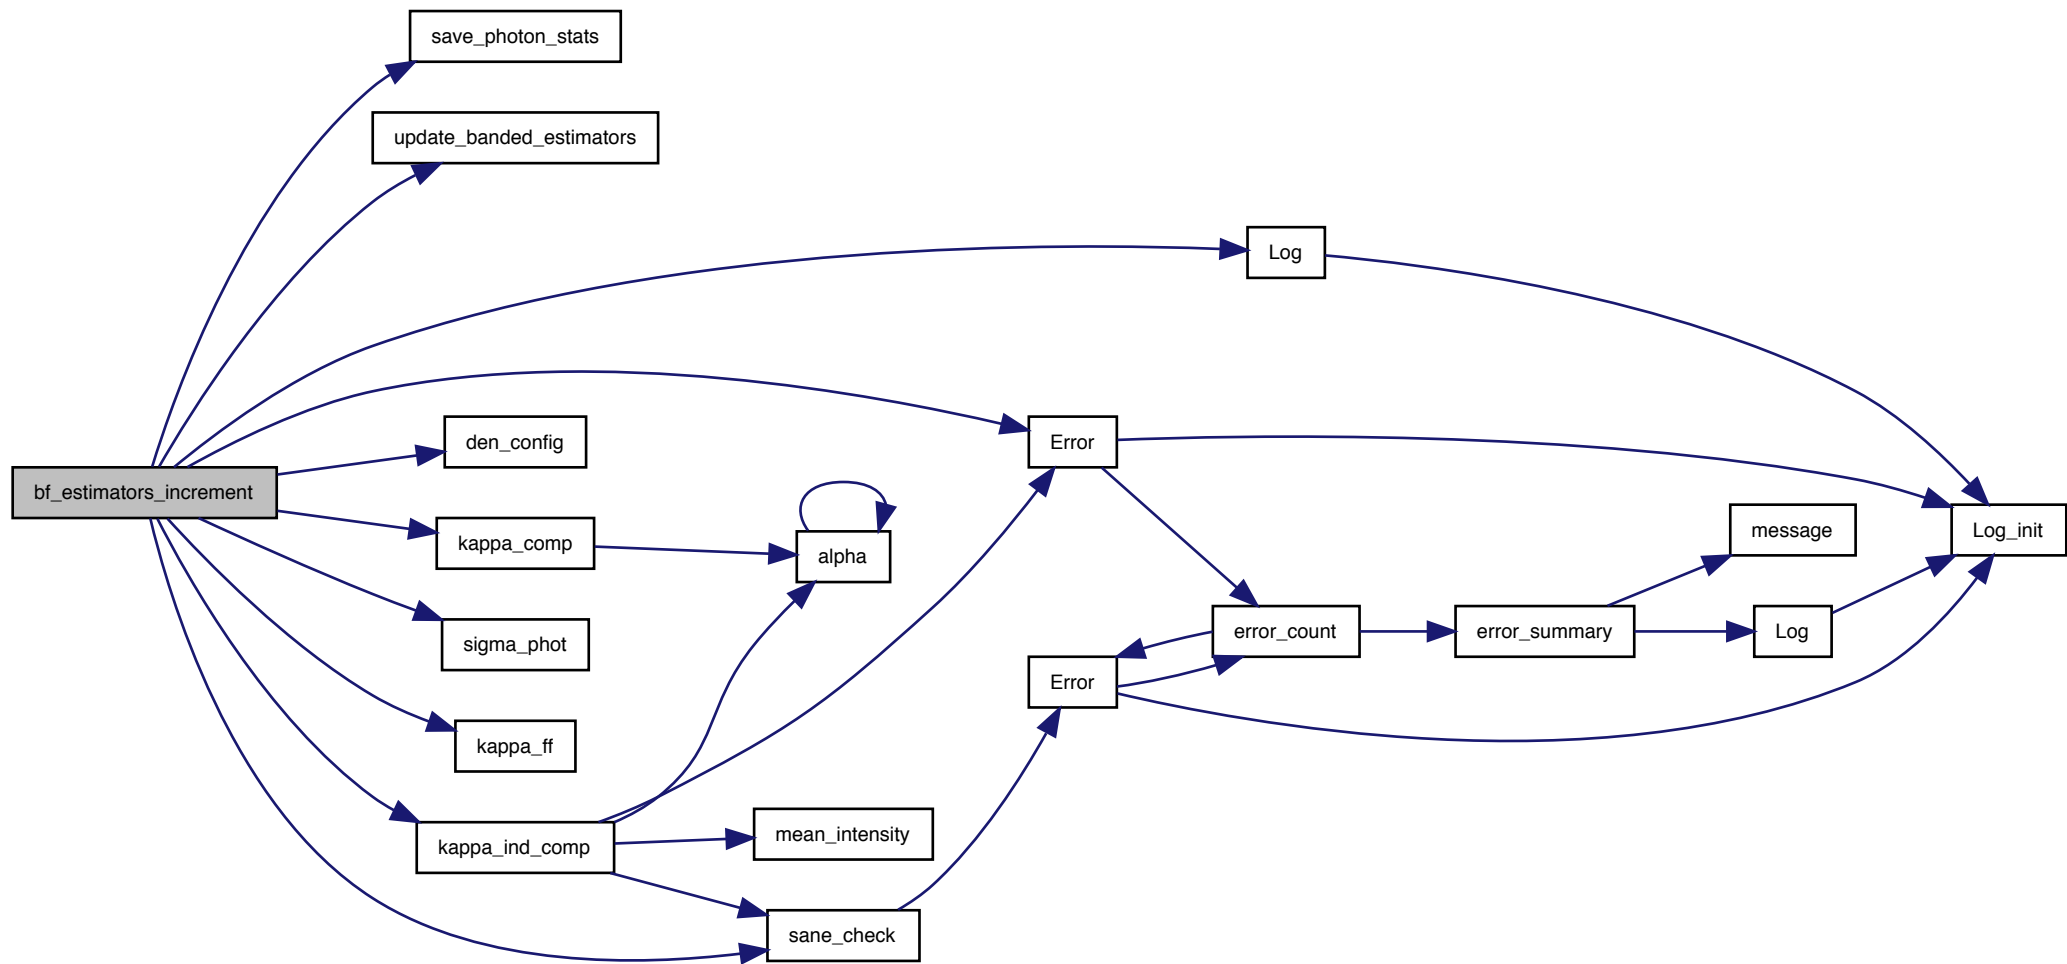 save_photon_stats
update_banded_estimators
Log
den_config
Error
bf_estimators_increment
kappa_comp
alpha
message
Log_init
sigma_phot
error_count
error_summary
Log
Error
kappa_ff
kappa_ind_comp
mean_intensity
sane_check